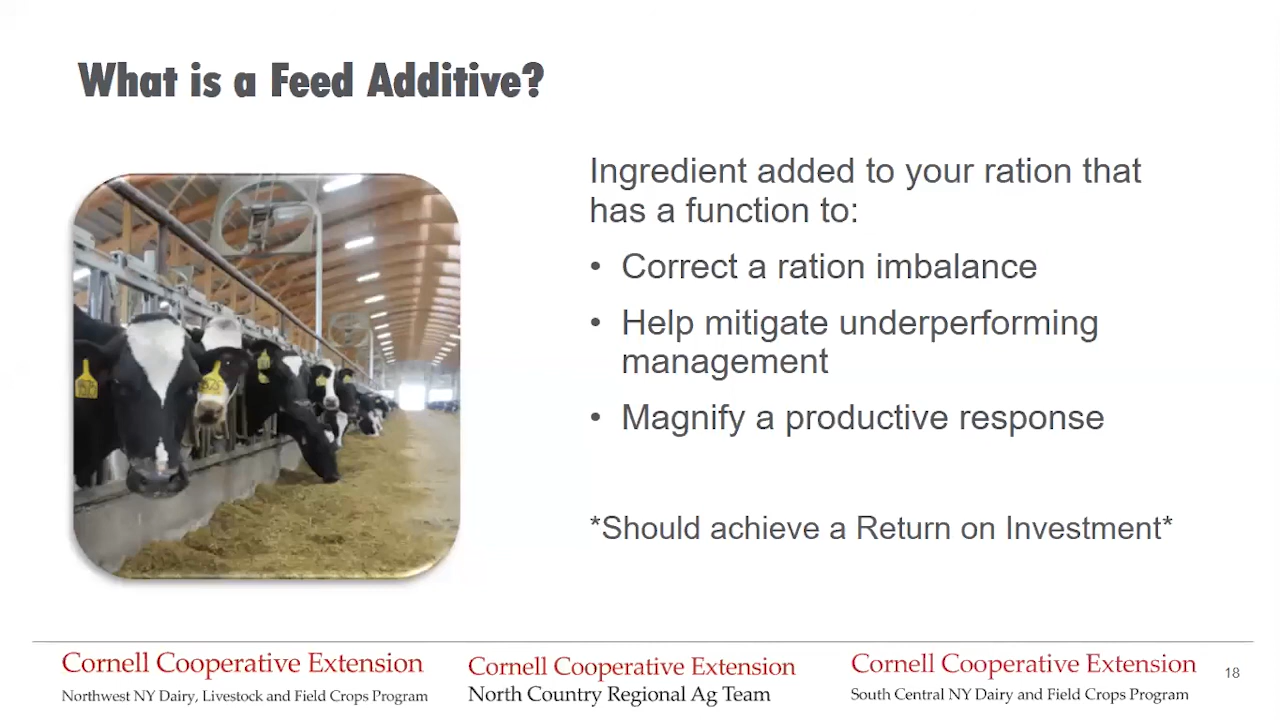 What is a Feed Additive?
Ingredient added to your ration that
has a function to:
• Correct a ration imbalance
• Help mitigate underperforming
management
• Magnify a productive response
*Should achieve a Return on Investment*
Cornell Cooperative Extension
Northwest NY Dairy, Livestock and Field Crops Program
Cornell Cooperative Extension
North Country Regional Ag Team
Cornell Cooperative Extension
South Central NY Dairy and Field Crops Program
18